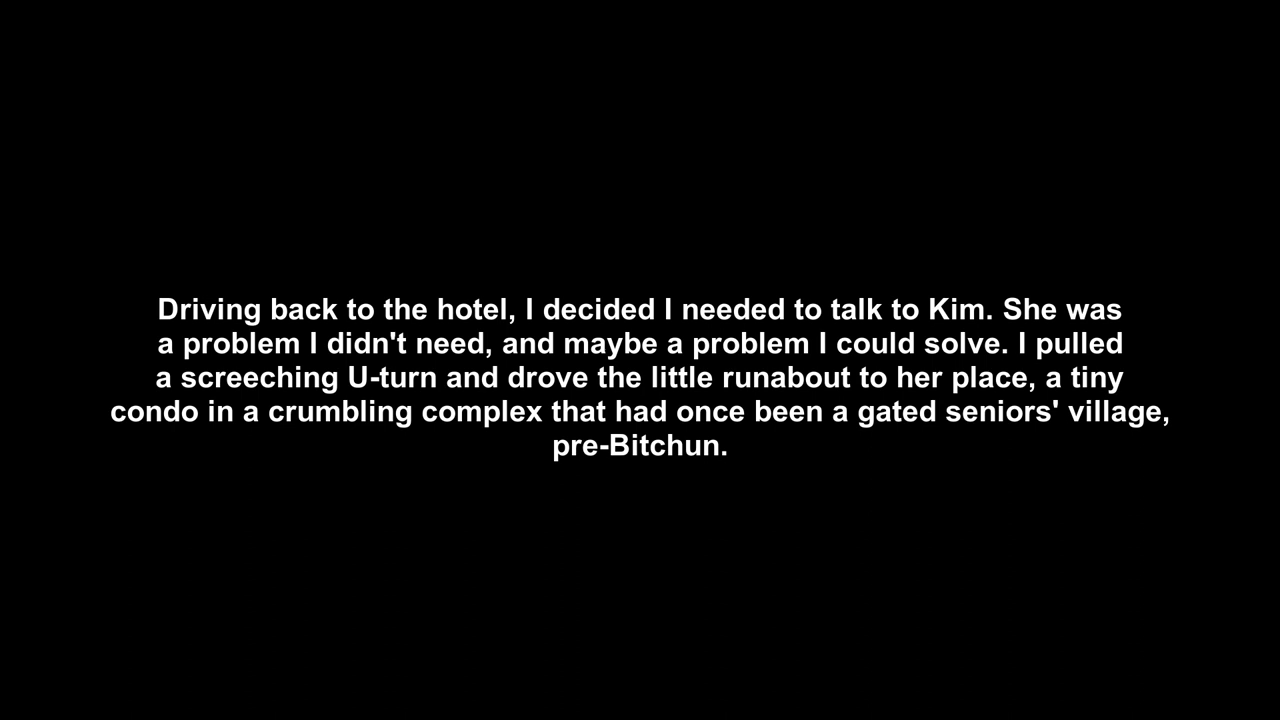 Driving back to the hotel, I decided I needed to talk to Kim. She was
a problem I didn't need, and maybe a problem I could solve. I pulled
a screeching U-turn and drove the little runabout to her place, a tiny
condo in a crumbling complex that had once been a gated seniors' village,
pre-Bitchun.